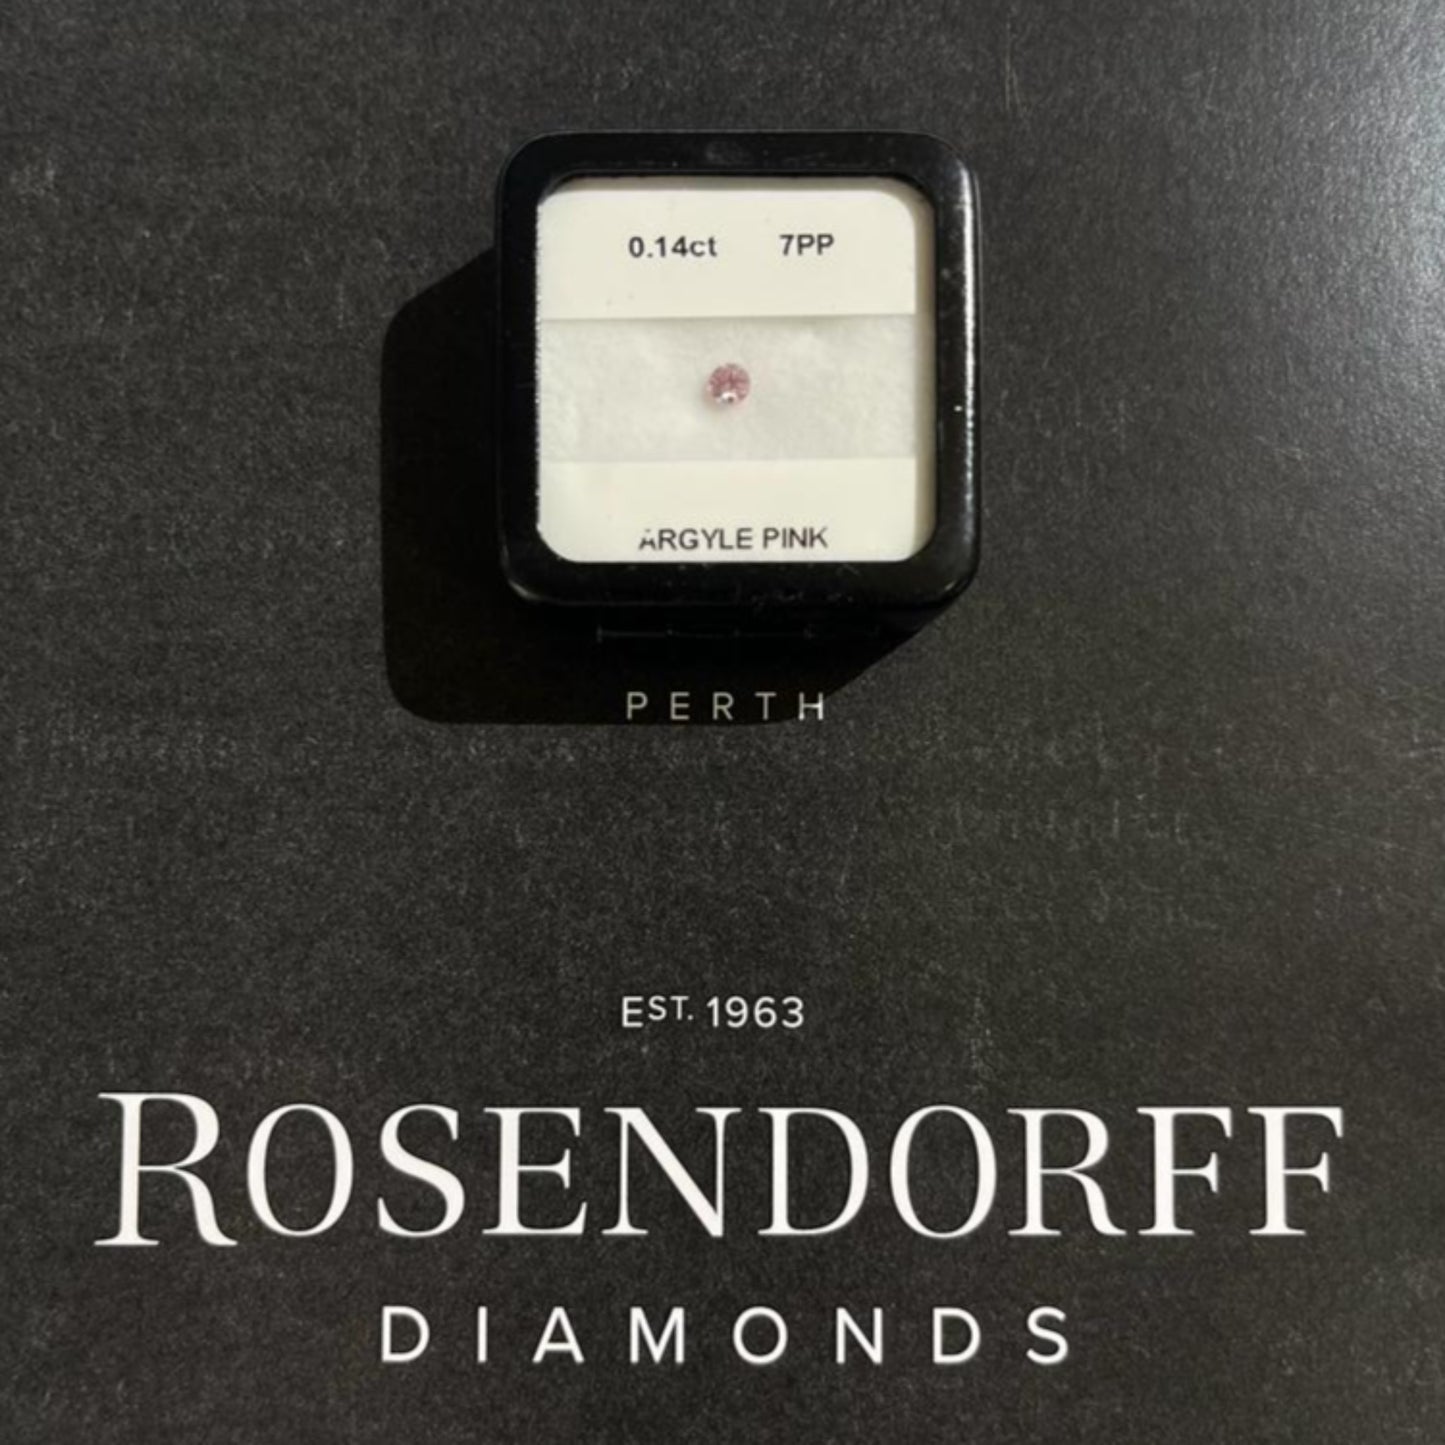 0.14ct 7PP
ARGYLE PINK
PERTH
EST. 1963
ROSENDORFF
DIAMONDS